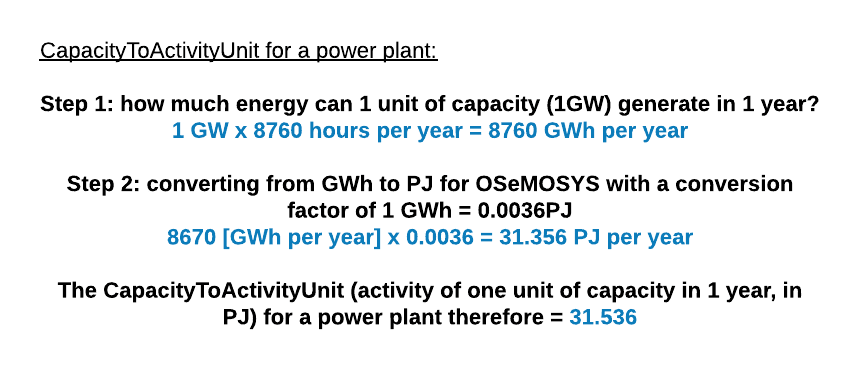 CapacityToActivityUnit for a power plant:
Step 1: how much energy can 1 unit of capacity (1GW) generate in 1 year?
1 GW x 8760 hours per year = 8760 GWh per year
Step 2: converting from GWh to PJ for OSeMOSYS with a conversion
factor of 1 GWh = 0.0036PJ
8670 [GWh per year] x 0.0036 = 31.356 PJ per year
The CapacityToActivityUnit (activity of one unit of capacity in 1 year, in
PJ) for a power plant therefore = 31.536